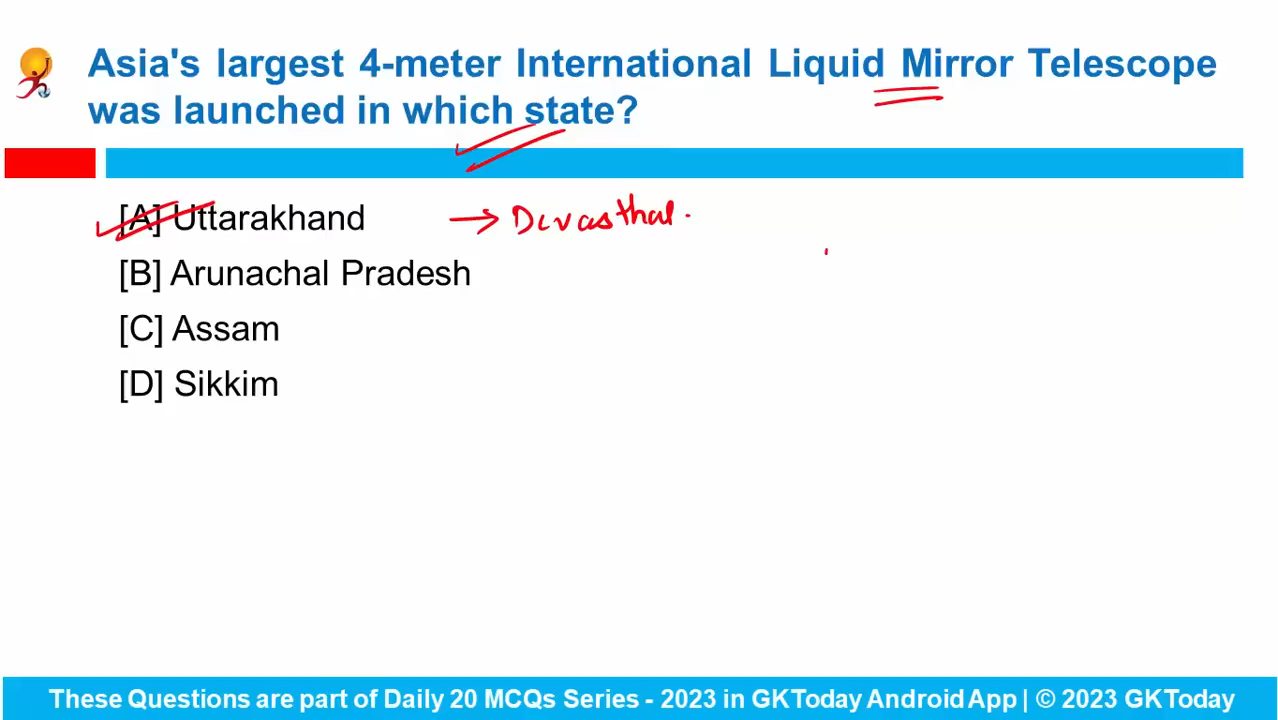 Asia's largest 4-meter International Liquid Mirror Telescope
was launched in which state?
[A] Uttarakhand → Devasthal.
[B] Arunachal Pradesh
[C] Assam
[D] Sikkim
These Questions are part of Daily 20 MCQs Series - 2023 in GKToday Android App | © 2023 GKToday